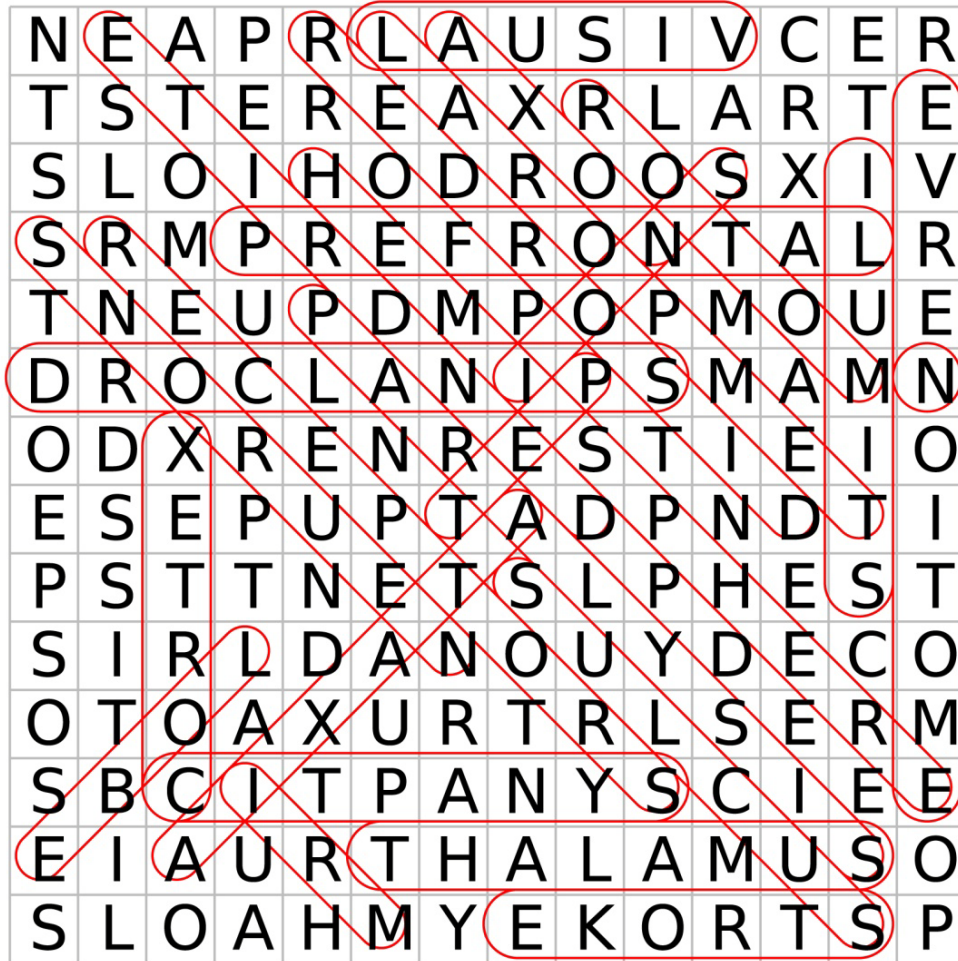 N E A P R L A U S I V C E R
T S T E R E A X R L A R T E
S L O I H O D R O O S X I V
S R M P R E F R O N T A L R
T N E U P D M P O P M O U E
D R O C L A N I P S M A M N
O D X R E N R E S T I E I O
E S E P U P T A D P N D T I
P S T T N E T S L P H E S T
S I R L D A N O U Y D E C O
O T O A X U R T R L S E R M
S B C I T P A N Y S C I E E
E I A U R T H A L A M U S O
S L O A H M Y E K O R T S P